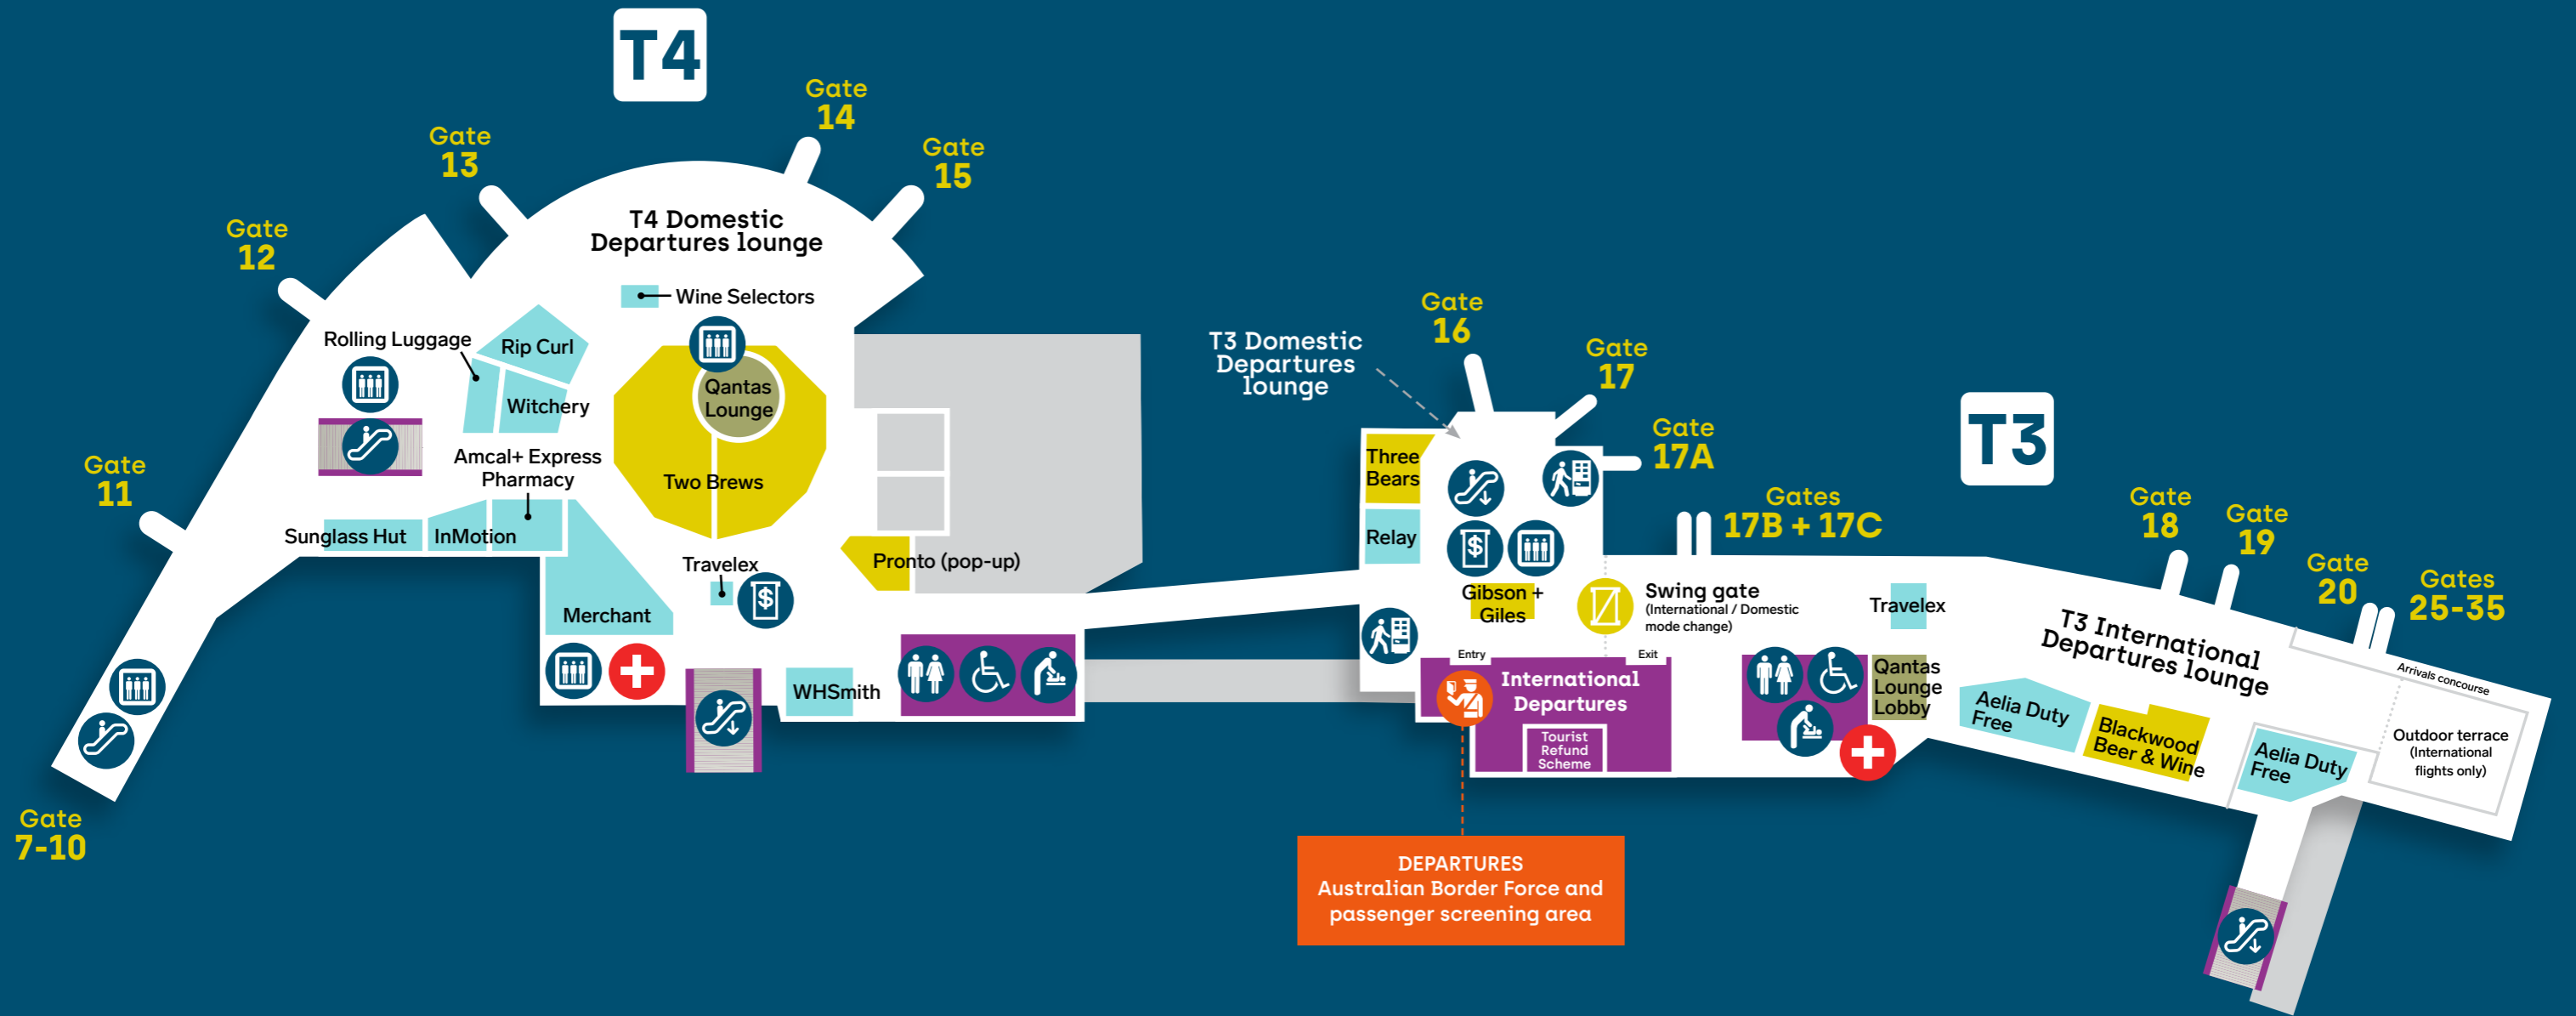 T4
Gate
14
Gate
13
Gate
15
Gate
12
T4 Domestic
Departures lounge
Wine Selectors
Rolling Luggage
Rip Curl
Witchery
Qantas
Lounge
Amcal+ Express
Pharmacy
Two Brews
Gate
11
Sunglass Hut
InMotion
Travelex
$
Pronto (pop-up)
Merchant
WHSmith
Gate
7-10
T3 Domestic
Departures
lounge
Gate
16
Gate
17
Gate
17A
T3
Three
Bears
Relay
$
Gibson +
Giles
Gates
17B + 17C
Swing gate
(International / Domestic
mode change)
Entry
Exit
International
Departures
Tourist
Refund
Scheme
DEPARTURES
Australian Border Force and
passenger screening area
Travelex
Qantas
Lounge
Lobby
Gate
18
Gate
19
Gate
20
Gates
25-35
T3 International
Departures lounge
Arrivals concourse
Aelia Duty
Free
Blackwood
Beer & Wine
Aelia Duty
Free
Outdoor terrace
(International
flights only)